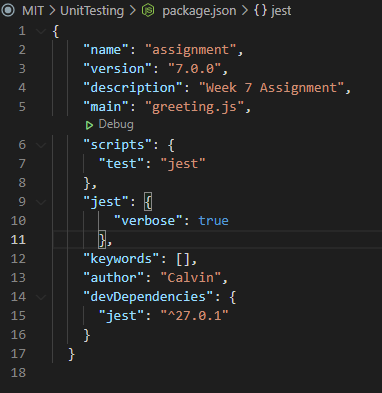 MIT > UnitTesting > package.json > {} jest
1 {
2 "name": "assignment",
3 "version": "7.0.0",
4 "description": "Week 7 Assignment",
5 "main": "greeting.js",
Debug
6 "scripts": {
7 "test": "jest"
8 },
9 "jest": {
10 "verbose": true
11 },
12 "keywords": [],
13 "author": "Calvin",
14 "devDependencies": {
15 "jest": "^27.0.1"
16 }
17 }
18